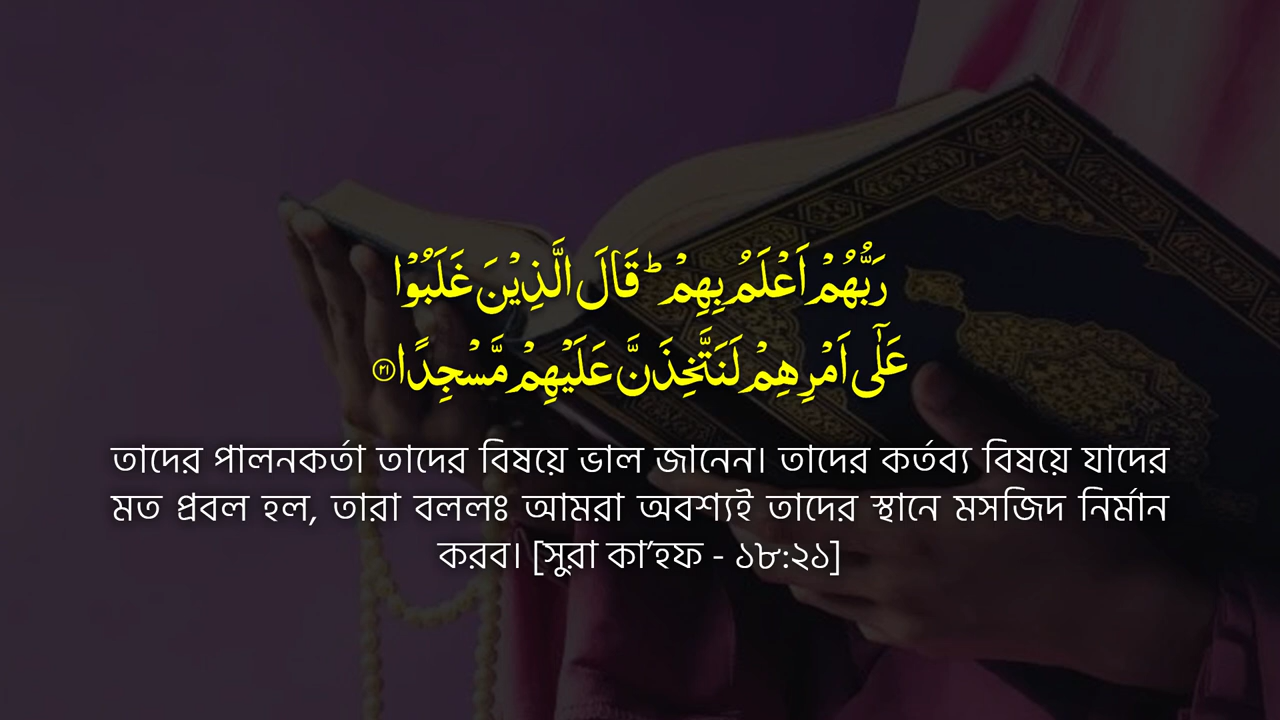 رَبُّهُمْ اَعْلَمُ بِهِمْ ؕ قَالَ الَّذِيْنَ غَلَبُوْا
عَلٰٓى اَمْرِهِمْ لَنَتَّخِذَنَّ عَلَيْهِمْ مَّسْجِدًا ﴿۲۱﴾
তাদের পালনকর্তা তাদের বিষয়ে ভাল জানেন। তাদের কর্তব্য বিষয়ে যাদের
মত প্রবল হল, তারা বললঃ আমরা অবশ্যই তাদের স্থানে মসজিদ নির্মান
করব। [সুরা কা’হফ - ১৮:২১]